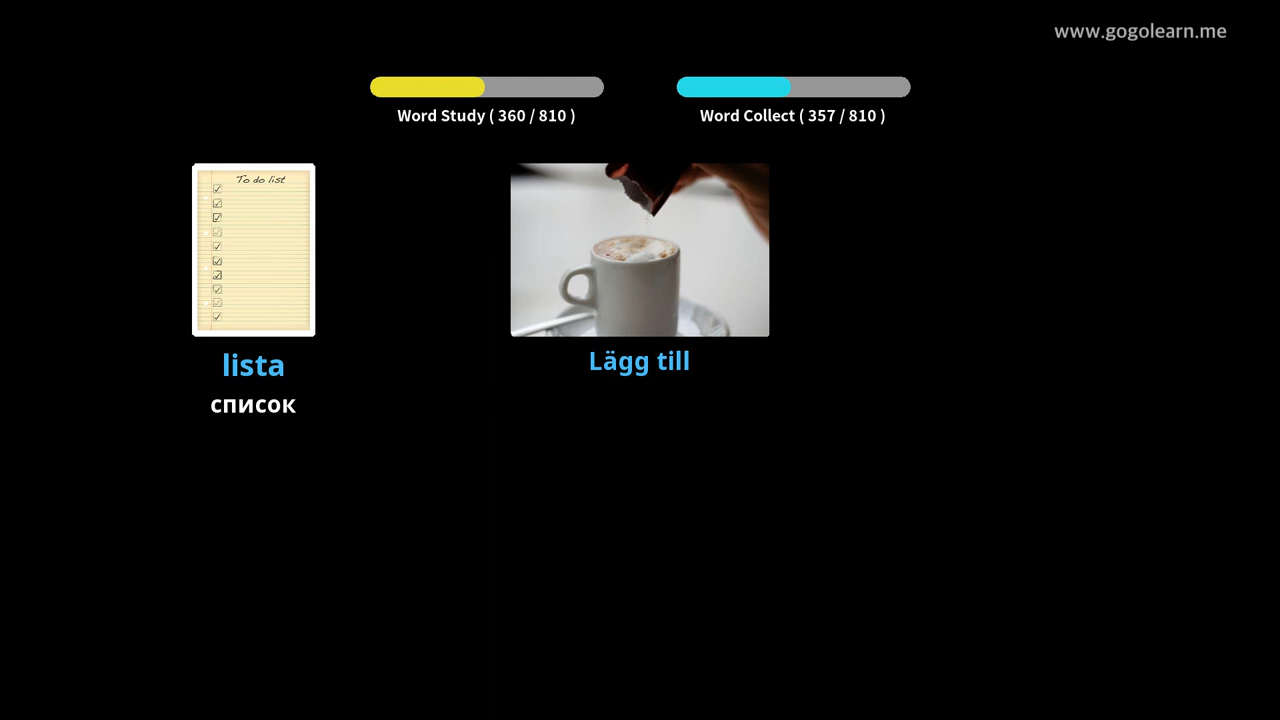 www.gogolearn.me
Word Study ( 360 / 810 )
Word Collect ( 357 / 810 )
To do list
lista
список
Lägg till